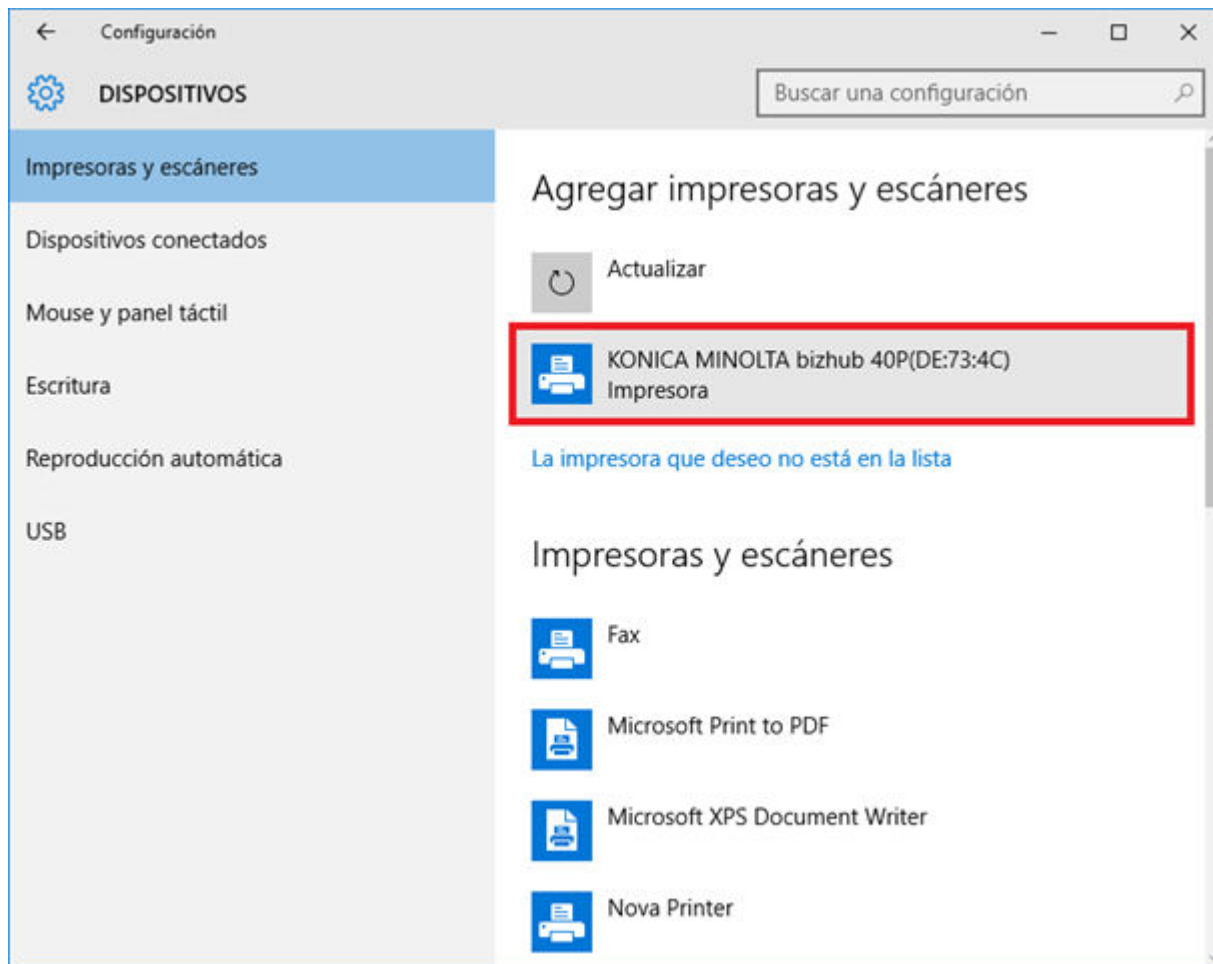 Configuración
DISPOSITIVOS
Buscar una configuración
Impresoras y escáneres
Dispositivos conectados
Mouse y panel táctil
Escritura
Reproducción automática
USB
Agregar impresoras y escáneres
Actualizar
KONICA MINOLTA bizhub 40P(DE:73:4C)
Impresora
La impresora que deseo no está en la lista
Impresoras y escáneres
Fax
Microsoft Print to PDF
Microsoft XPS Document Writer
Nova Printer